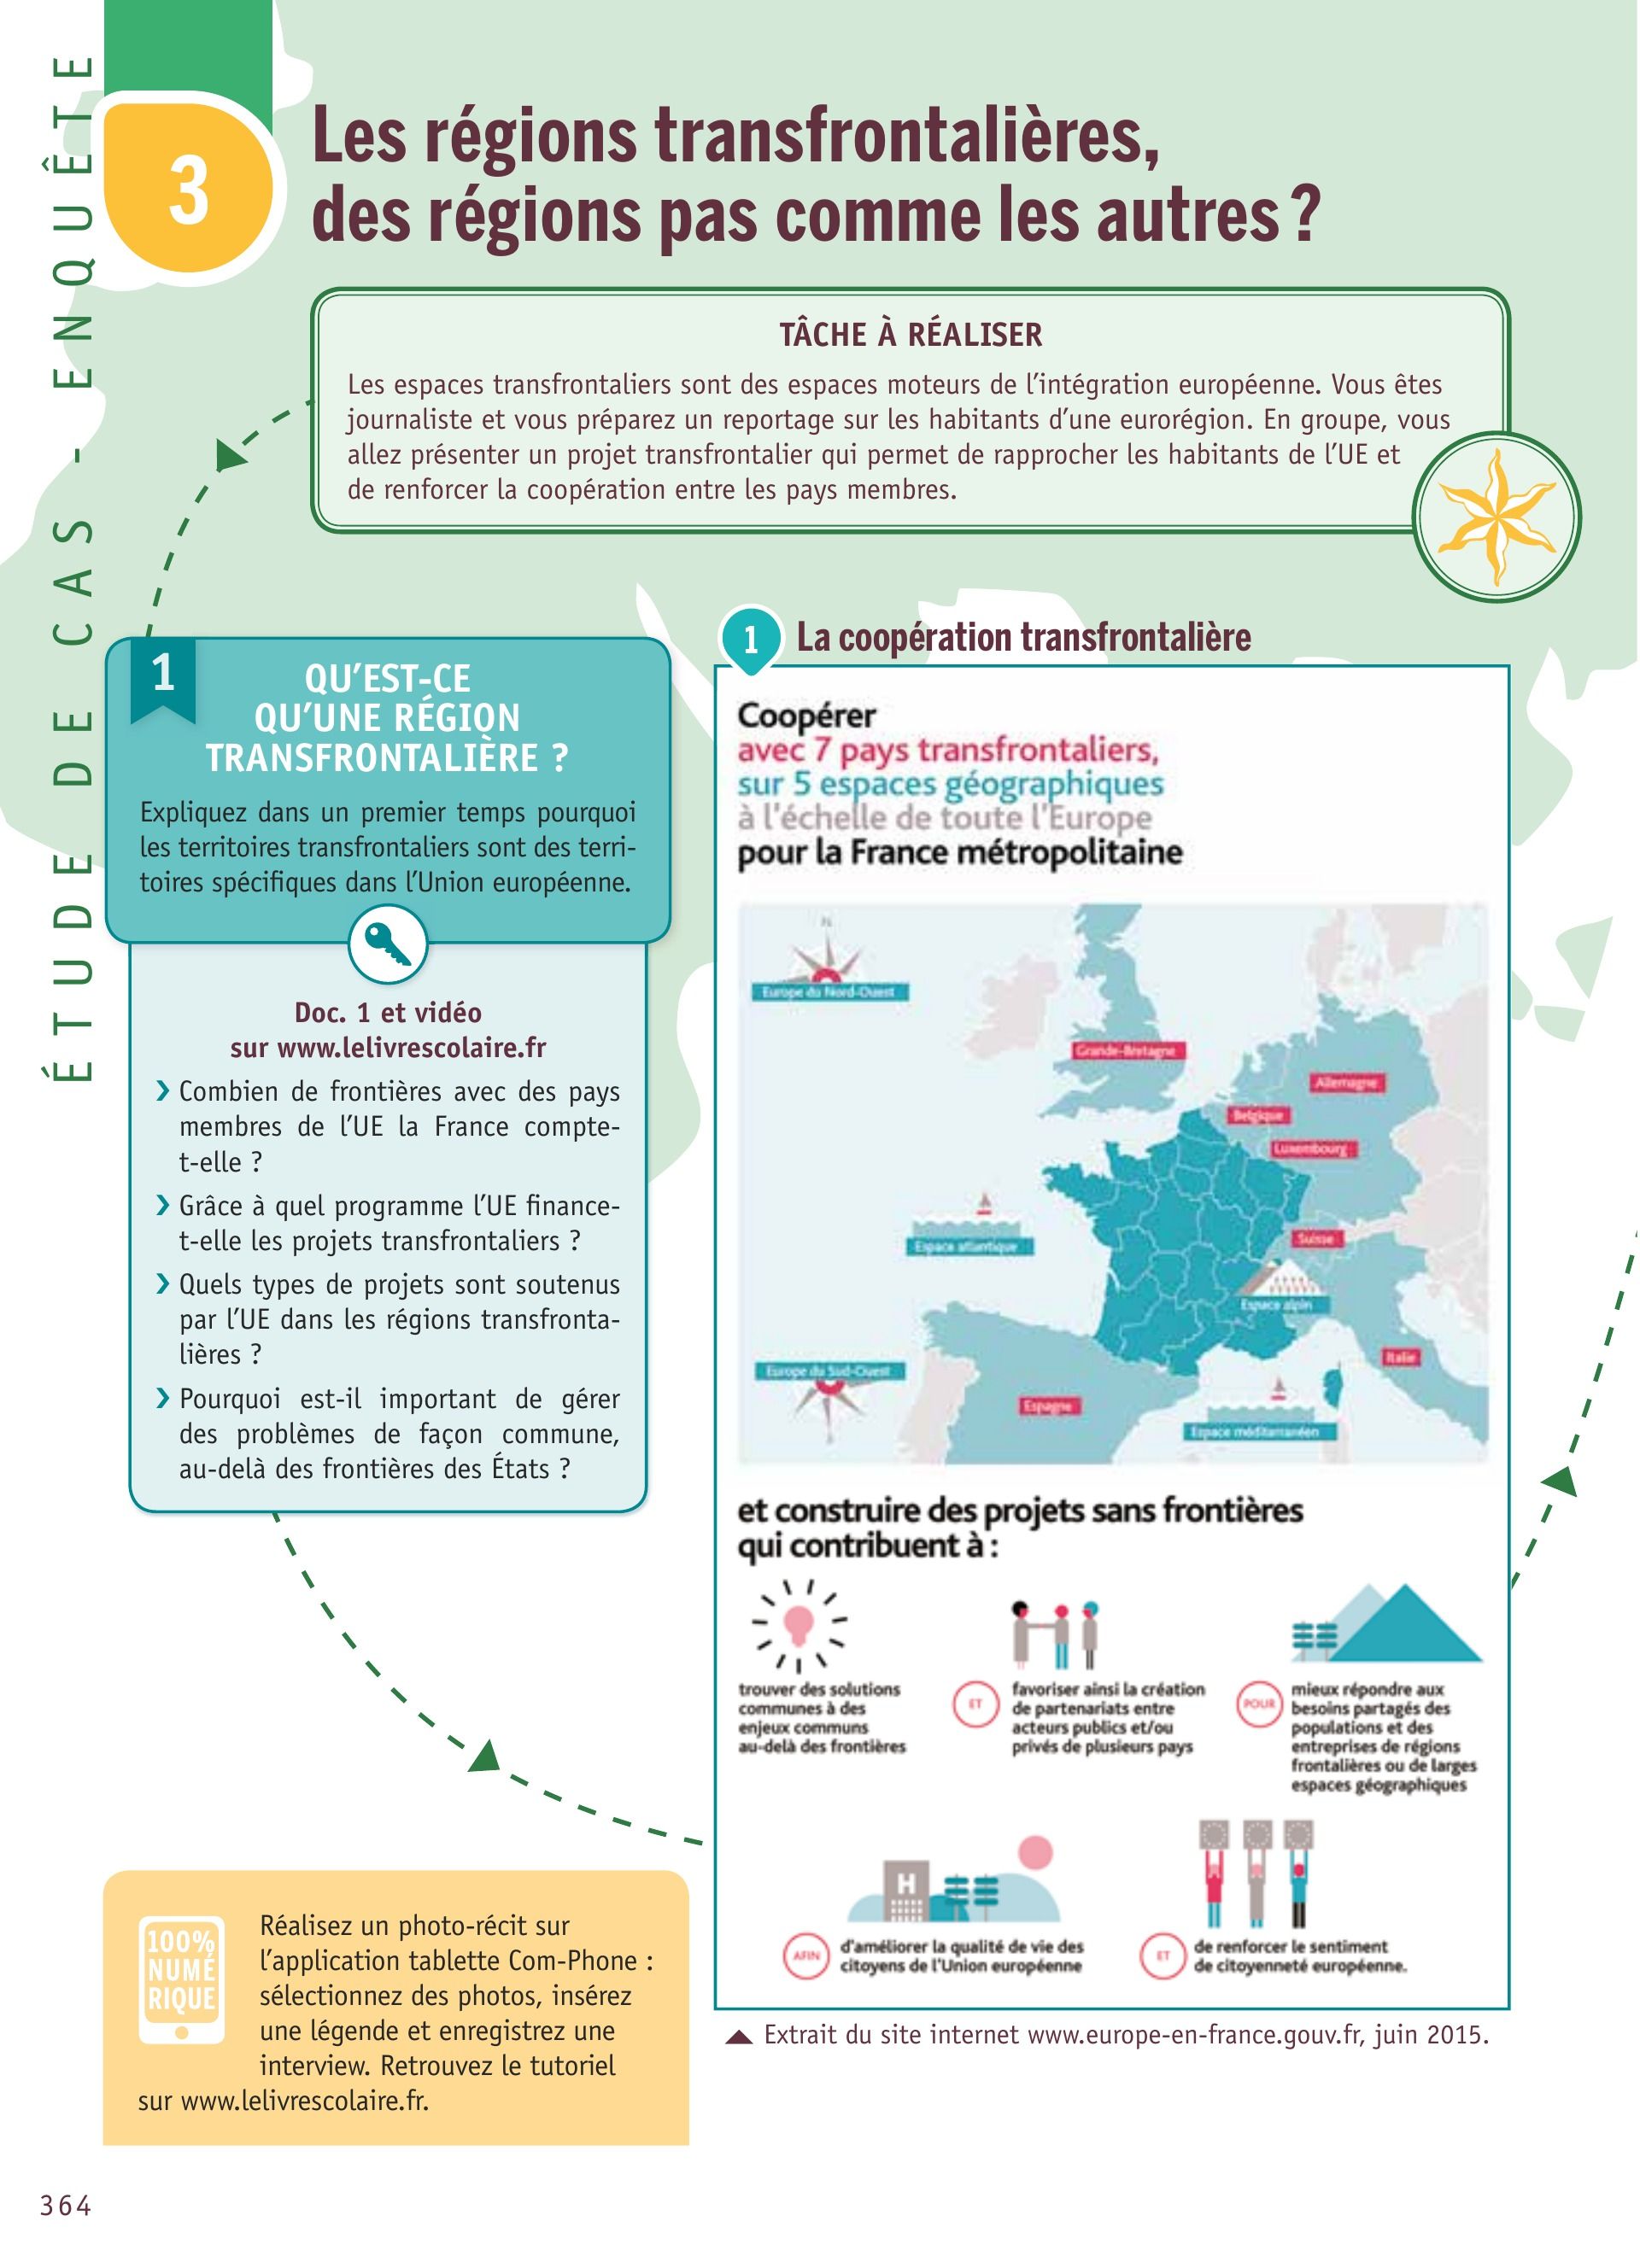 ÉTUDE DE CAS - ENQUÊTE
3
Les régions transfrontalières,
des régions pas comme les autres ?
TÂCHE À RÉALISER
Les espaces transfrontaliers sont des espaces moteurs de l'intégration européenne. Vous êtes
journaliste et vous préparez un reportage sur les habitants d'une eurorégion. En groupe, vous
allez présenter un projet transfrontalier qui permet de rapprocher les habitants de l'UE et
de renforcer la coopération entre les pays membres.
1
QU'EST-CE
QU'UNE RÉGION
TRANSFRONTALIÈRE ?
Expliquez dans un premier temps pourquoi
les territoires transfrontaliers sont des terri-
toires spécifiques dans l'Union européenne.
Doc. 1 et vidéo
sur www.lelivrescolaire.fr
› Combien de frontières avec des pays
membres de l'UE la France compte-
t-elle ?
› Grâce à quel programme l'UE finance-
t-elle les projets transfrontaliers ?
› Quels types de projets sont soutenus
par l'UE dans les régions transfronta-
lières ?
› Pourquoi est-il important de gérer
des problèmes de façon commune,
au-delà des frontières des États ?
100%
NUMÉ
RIQUE
Réalisez un photo-récit sur
l'application tablette Com-Phone :
sélectionnez des photos, insérez
une légende et enregistrez une
interview. Retrouvez le tutoriel
sur www.lelivrescolaire.fr.
1
La coopération transfrontalière
Coopérer
avec 7 pays transfrontaliers,
sur 5 espaces géographiques
à l'échelle de toute l'Europe
pour la France métropolitaine
N
Europe du Nord-Ouest
Grande-Bretagne
Allemagne
Belgique
Luxembourg
Espace atlantique
Suisse
Espace alpin
Italie
Europe du Sud-Ouest
Espagne
Espace méditerranéen
et construire des projets sans frontières
qui contribuent à :
trouver des solutions
communes à des
enjeux communs
au-delà des frontières
ET
favoriser ainsi la création
de partenariats entre
acteurs publics et/ou
privés de plusieurs pays
POUR
mieux répondre aux
besoins partagés des
populations et des
entreprises de régions
frontalières ou de larges
espaces géographiques
H
AFIN
d'améliorer la qualité de vie des
citoyens de l'Union européenne
ET
de renforcer le sentiment
de citoyenneté européenne.
Extrait du site internet www.europe-en-france.gouv.fr, juin 2015.
364